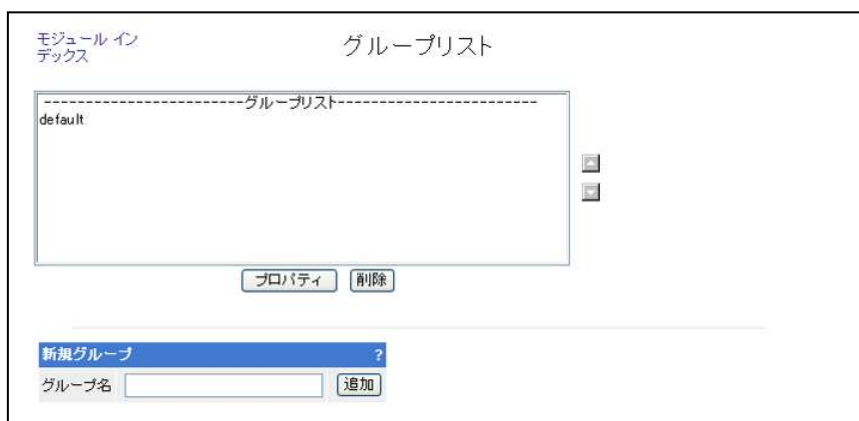 モジュール イン
デックス
グループリスト
------------------------グループリスト------------------------
default
プロパティ 削除
新規グループ ?
グループ名 追加